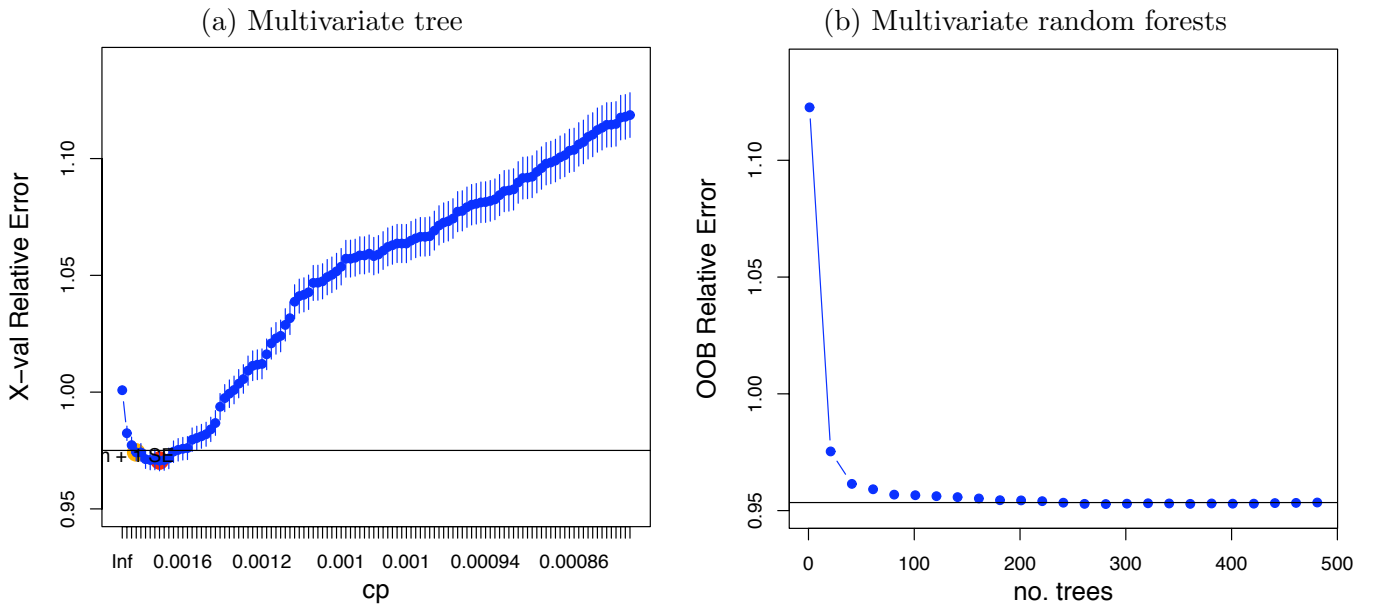 (a) Multivariate tree
X-val Relative Error
1.10
1.05
1.00
0.95
n + 1 SE
Inf 0.0016 0.0012 0.001 0.001 0.00094 0.00086
cp
(b) Multivariate random forests
OOB Relative Error
1.10
1.05
1.00
0.95
0 100 200 300 400 500
no. trees